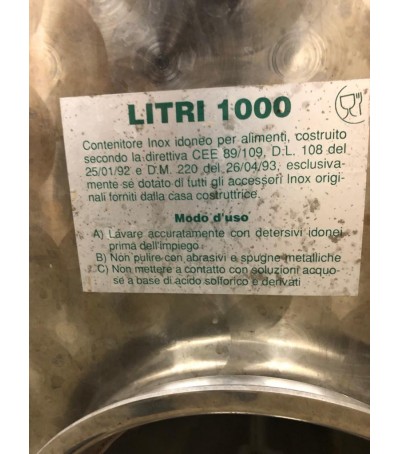 LITRI 1000
Contenitore Inox idoneo per alimenti, costruito
secondo la direttiva CEE 89/109, D.L. 108 del
25/01/92 e D.M. 220 del 26/04/93, esclusiva-
mente se dotato di tutti gli accessori Inox origi-
nali forniti dalla casa costruttrice.
Modo d'uso
A) Lavare accuratamente con detersivi idonei
prima dell'impiego
B) Non pulire con abrasivi e spugne metalliche
C) Non mettere a contatto con soluzioni acquo-
se a base di acido solforico e derivati